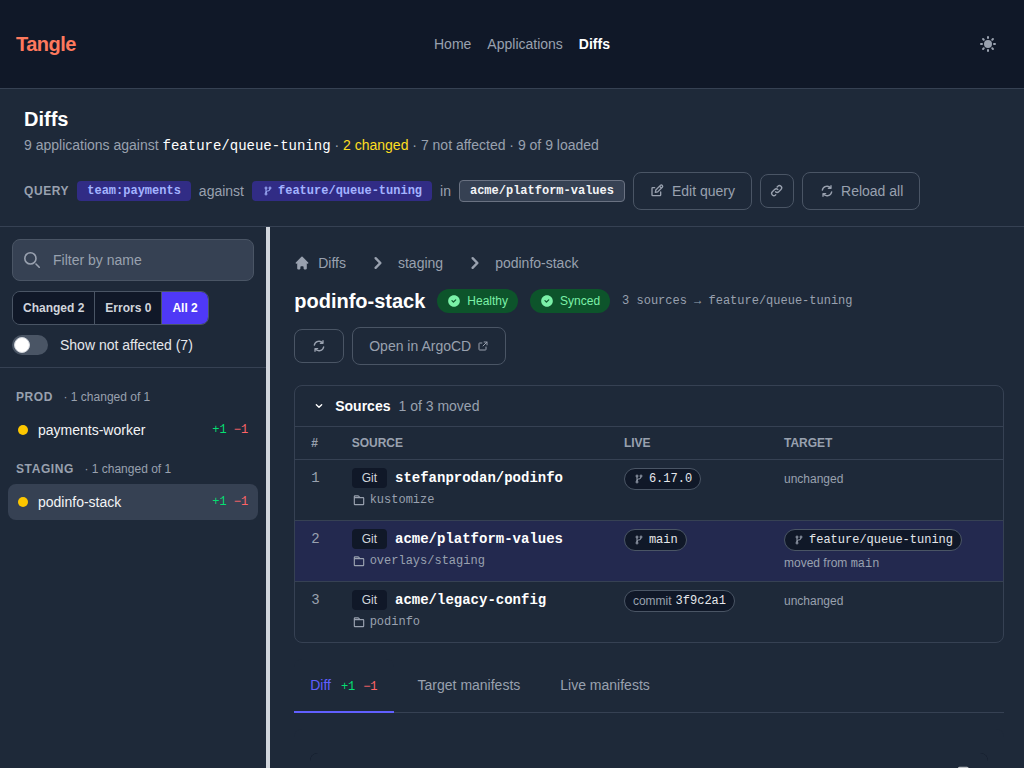 Tangle
Home Applications Diffs
Diffs
9 applications against feature/queue-tuning · 2 changed · 7 not affected · 9 of 9 loaded
QUERY team:payments against feature/queue-tuning in acme/platform-values Edit query Reload all
Filter by name
Changed 2 Errors 0 All 2
Show not affected (7)
PROD · 1 changed of 1
payments-worker +1 −1
STAGING · 1 changed of 1
podinfo-stack +1 −1
Diffs staging podinfo-stack
podinfo-stack Healthy Synced 3 sources → feature/queue-tuning
Open in ArgoCD
Sources 1 of 3 moved
# SOURCE LIVE TARGET
1 Git stefanprodan/podinfo 6.17.0 unchanged
kustomize
2 Git acme/platform-values main feature/queue-tuning
overlays/staging moved from main
3 Git acme/legacy-config commit 3f9c2a1 unchanged
podinfo
Diff +1 −1 Target manifests Live manifests